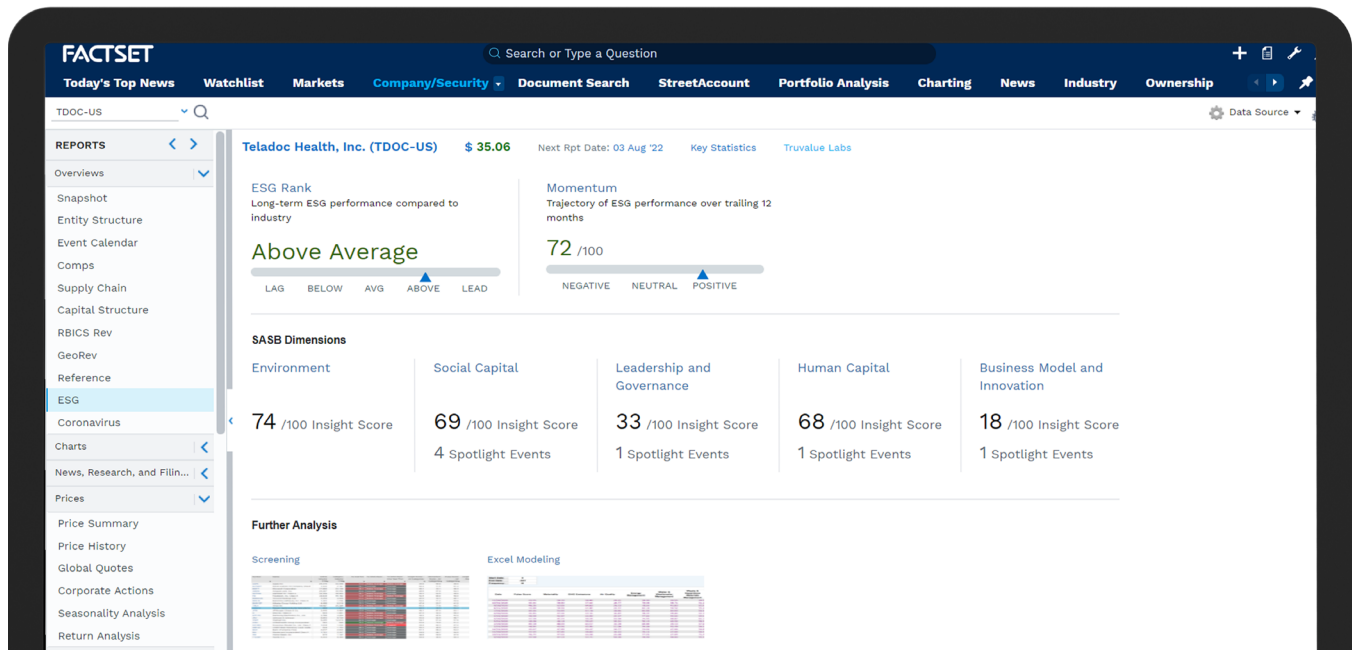 FACTSET
Search or Type a Question
Today's Top News Watchlist Markets Company/Security Document Search StreetAccount Portfolio Analysis Charting News Industry Ownership
TDOC-US
Data Source
REPORTS
Overviews
Snapshot
Entity Structure
Event Calendar
Comps
Supply Chain
Capital Structure
RBICS Rev
GeoRev
Reference
ESG
Coronavirus
Charts
News, Research, and Filin...
Prices
Price Summary
Price History
Global Quotes
Corporate Actions
Seasonality Analysis
Return Analysis
Teladoc Health, Inc. (TDOC-US) $ 35.06 Next Rpt Date: 03 Aug '22 Key Statistics Truvalue Labs
ESG Rank
Long-term ESG performance compared to
industry
Above Average
LAG BELOW AVG ABOVE LEAD
Momentum
Trajectory of ESG performance over trailing 12
months
72 /100
NEGATIVE NEUTRAL POSITIVE
SASB Dimensions
Environment
74 /100 Insight Score
Social Capital
69 /100 Insight Score
4 Spotlight Events
Leadership and
Governance
33 /100 Insight Score
1 Spotlight Events
Human Capital
68 /100 Insight Score
1 Spotlight Events
Business Model and
Innovation
18 /100 Insight Score
1 Spotlight Events
Further Analysis
Screening
Excel Modeling